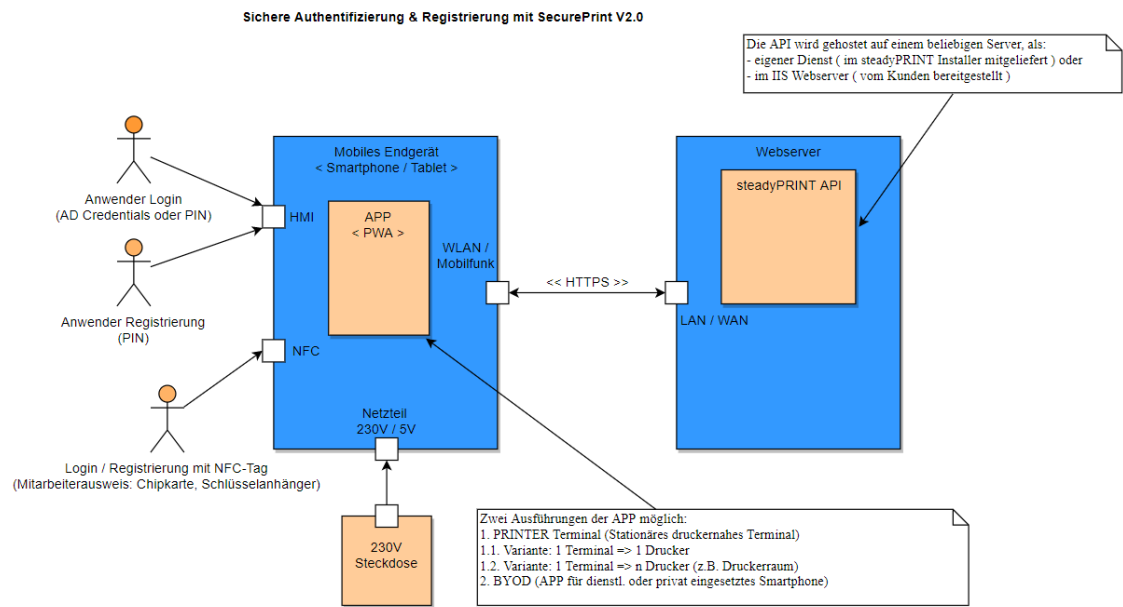 Sichere Authentifizierung & Registrierung mit SecurePrint V2.0
Die API wird gehostet auf einem beliebigen Server, als:
- eigener Dienst ( im steadyPRINT Installer mitgeliefert ) oder
- im IIS Webserver ( vom Kunden bereitgestellt )
Mobiles Endgerät
< Smartphone / Tablet >
Webserver
steadyPRINT API
Anwender Login
(AD Credentials oder PIN)
HMI
APP
< PWA >
WLAN /
Mobilfunk
<< HTTPS >>
LAN / WAN
Anwender Registrierung
(PIN)
NFC
Netzteil
230V / 5V
Login / Registrierung mit NFC-Tag
(Mitarbeiterausweis: Chipkarte, Schlüsselanhänger)
230V
Steckdose
Zwei Ausführungen der APP möglich:
1. PRINTER Terminal (Stationäres druckernahes Terminal)
1.1. Variante: 1 Terminal => 1 Drucker
1.2. Variante: 1 Terminal => n Drucker (z.B. Druckerraum)
2. BYOD (APP für dienstl. oder privat eingesetztes Smartphone)